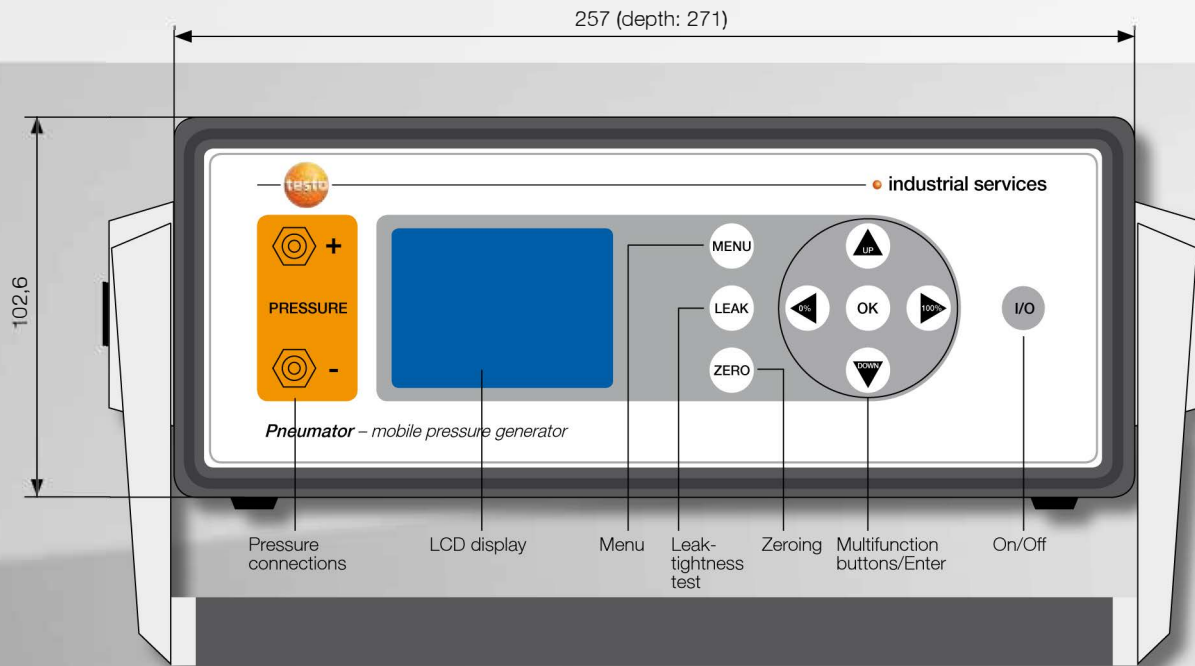 257 (depth: 271)
102,6
testo
industrial services
+
PRESSURE
-
MENU
LEAK
ZERO
UP
0%
OK
100%
DOWN
I/O
Pneumator – mobile pressure generator
Pressure
connections
LCD display
Menu
Leak-
tightness
test
Zeroing
Multifunction
buttons/Enter
On/Off